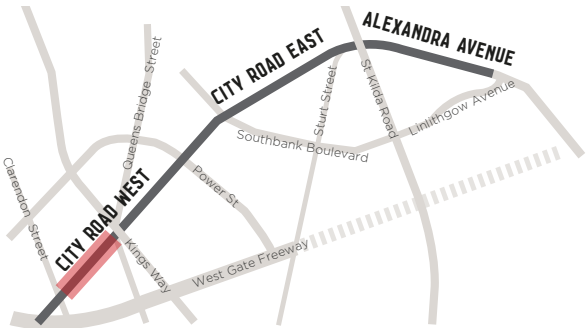 ALEXANDRA AVENUE
CITY ROAD EAST
Queens Bridge Street
Sturt Street
St Kilda Road
Linlithgow Avenue
Southbank Boulevard
Clarendon Street
CITY ROAD WEST
Power St
Kings Way
West Gate Freeway